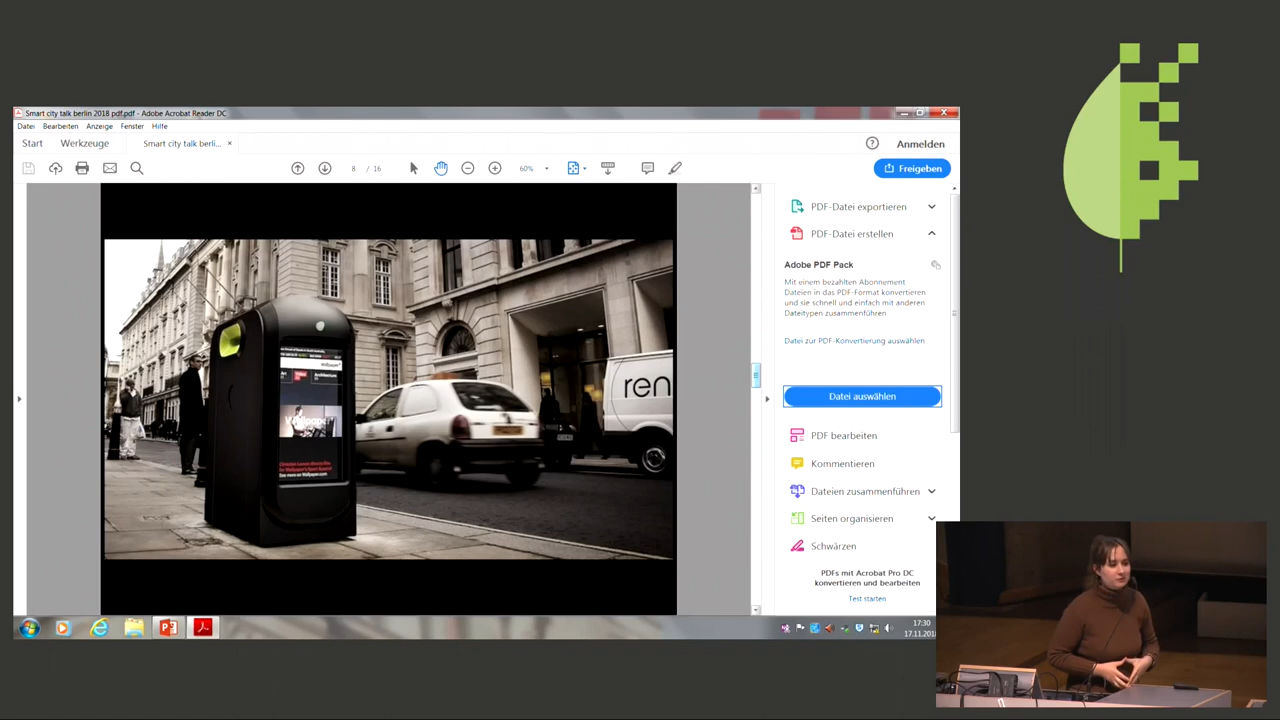 Smart city talk berlin 2018 pdf.pdf - Adobe Acrobat Reader DC
Datei Bearbeiten Anzeige Fenster Hilfe
Start Werkzeuge Smart city talk berli... × Anmelden
8 / 16 60% Freigeben
PDF-Datei exportieren
PDF-Datei erstellen
Adobe PDF Pack
Mit einem bezahlten Abonnement
Dateien in das PDF-Format konvertieren
und sie schnell und einfach mit anderen
Dateitypen zusammenführen
Datei zur PDF-Konvertierung auswählen
Datei auswählen
PDF bearbeiten
Kommentieren
Dateien zusammenführen
Seiten organisieren
Schwärzen
PDFs mit Acrobat Pro DC
konvertieren und bearbeiten
Test starten
ren
17:30
17.11.201